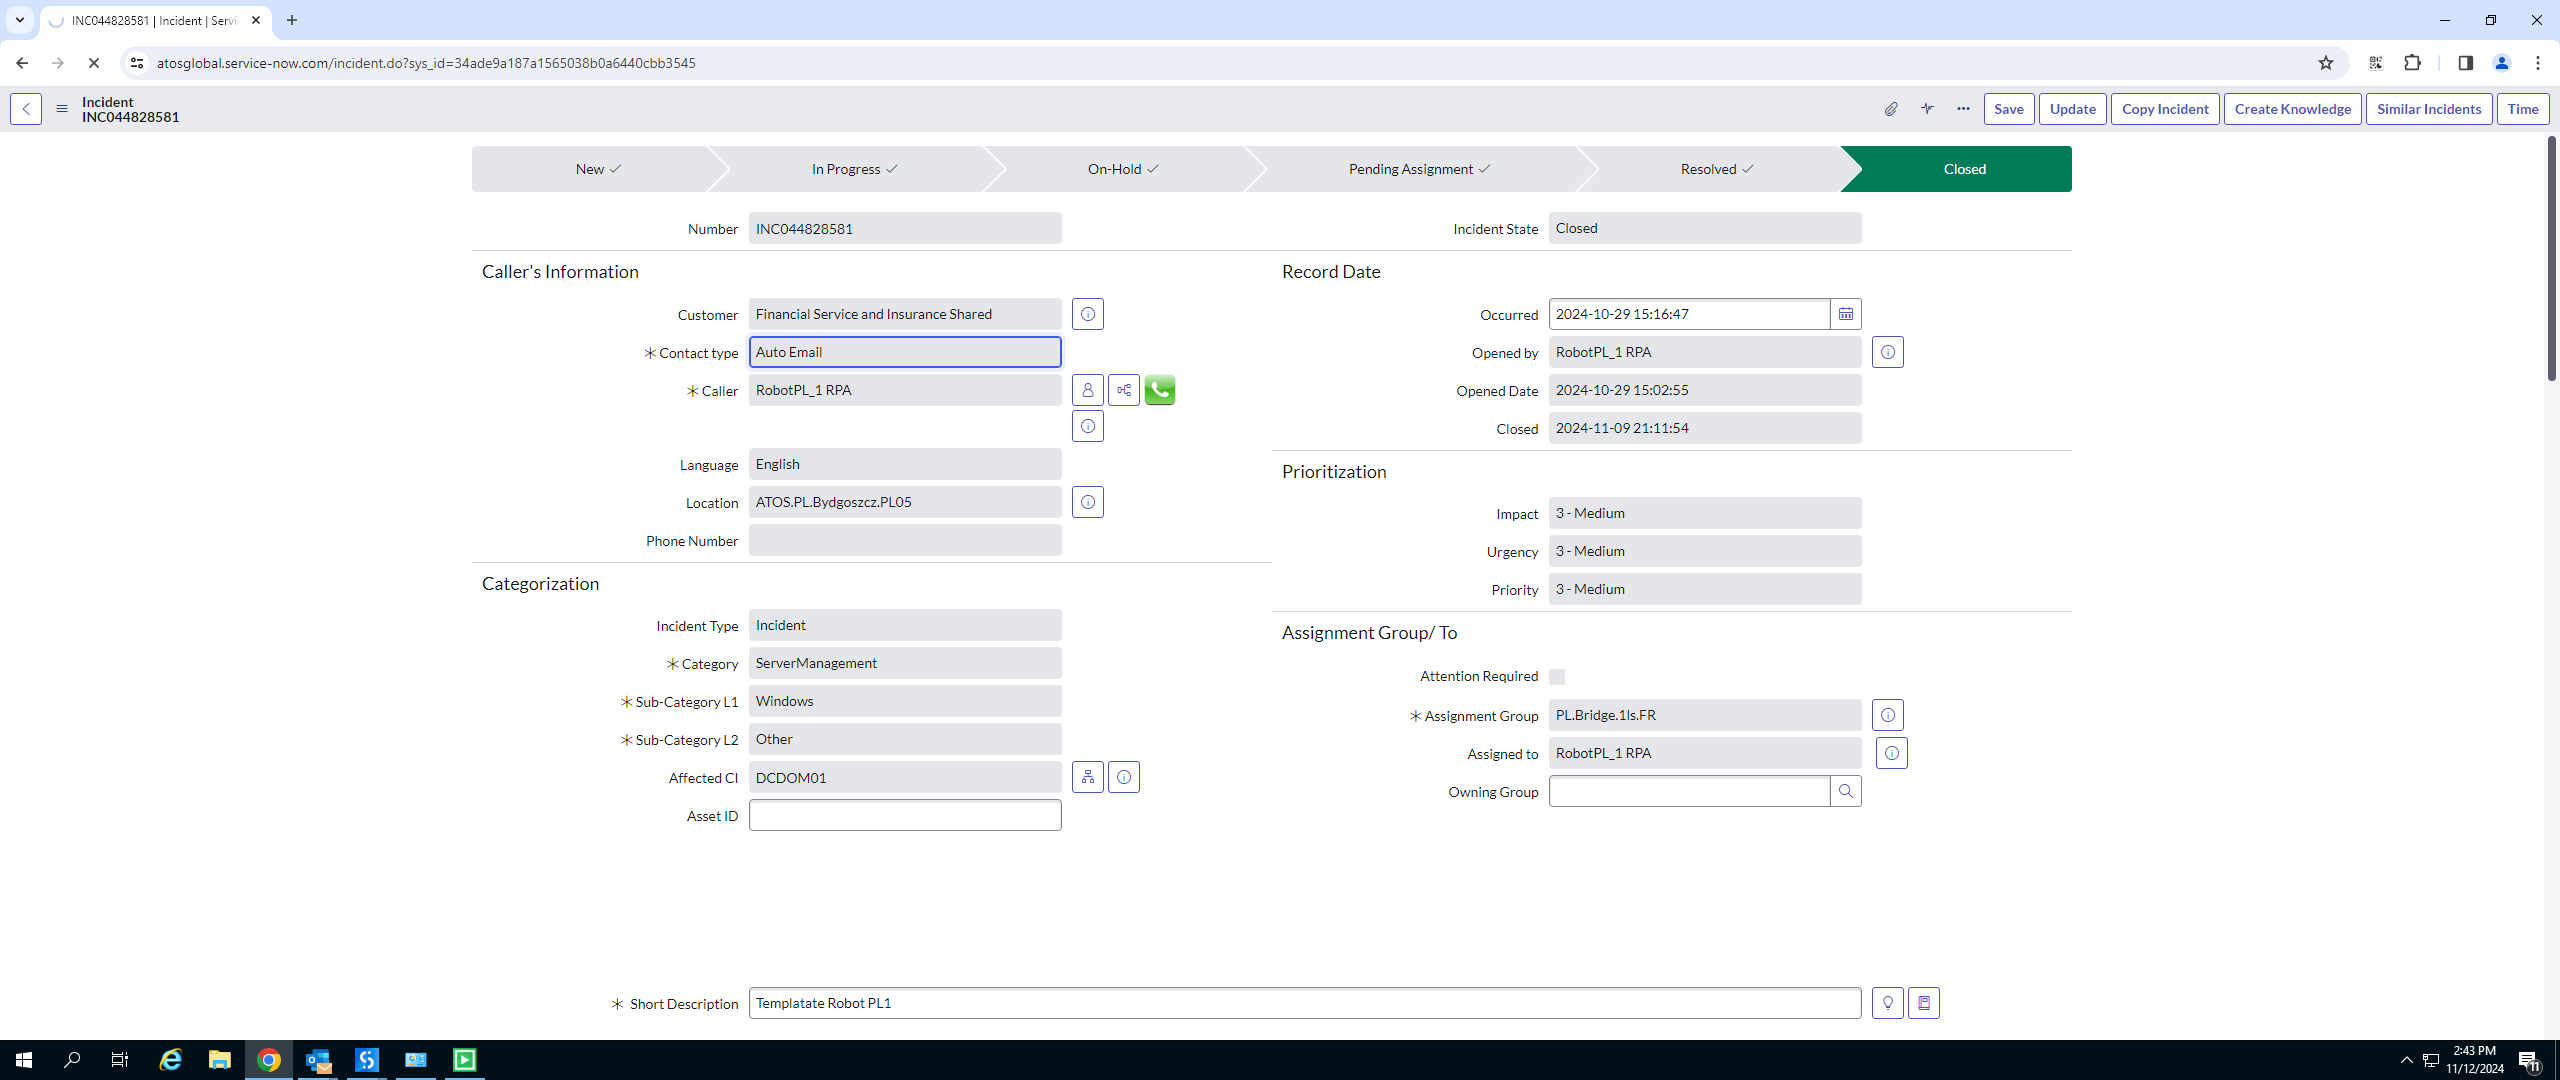 INC044828581 | Incident | Servi
atosglobal.service-now.com/incident.do?sys_id=34ade9a187a1565038b0a6440cbb3545
Incident
INC044828581
Save
Update
Copy Incident
Create Knowledge
Similar Incidents
Time
New
In Progress
On-Hold
Pending Assignment
Resolved
Closed
Number INC044828581
Incident State Closed
Caller's Information
Customer Financial Service and Insurance Shared
Contact type Auto Email
Caller RobotPL_1 RPA
Language English
Location ATOS.PL.Bydgoszcz.PL05
Phone Number
Categorization
Incident Type Incident
Category ServerManagement
Sub-Category L1 Windows
Sub-Category L2 Other
Affected CI DCDOM01
Asset ID
Record Date
Occurred 2024-10-29 15:16:47
Opened by RobotPL_1 RPA
Opened Date 2024-10-29 15:02:55
Closed 2024-11-09 21:11:54
Prioritization
Impact 3 - Medium
Urgency 3 - Medium
Priority 3 - Medium
Assignment Group/ To
Attention Required
Assignment Group PL.Bridge.1ls.FR
Assigned to RobotPL_1 RPA
Owning Group
Short Description Templatate Robot PL1
2:43 PM
11/12/2024
11